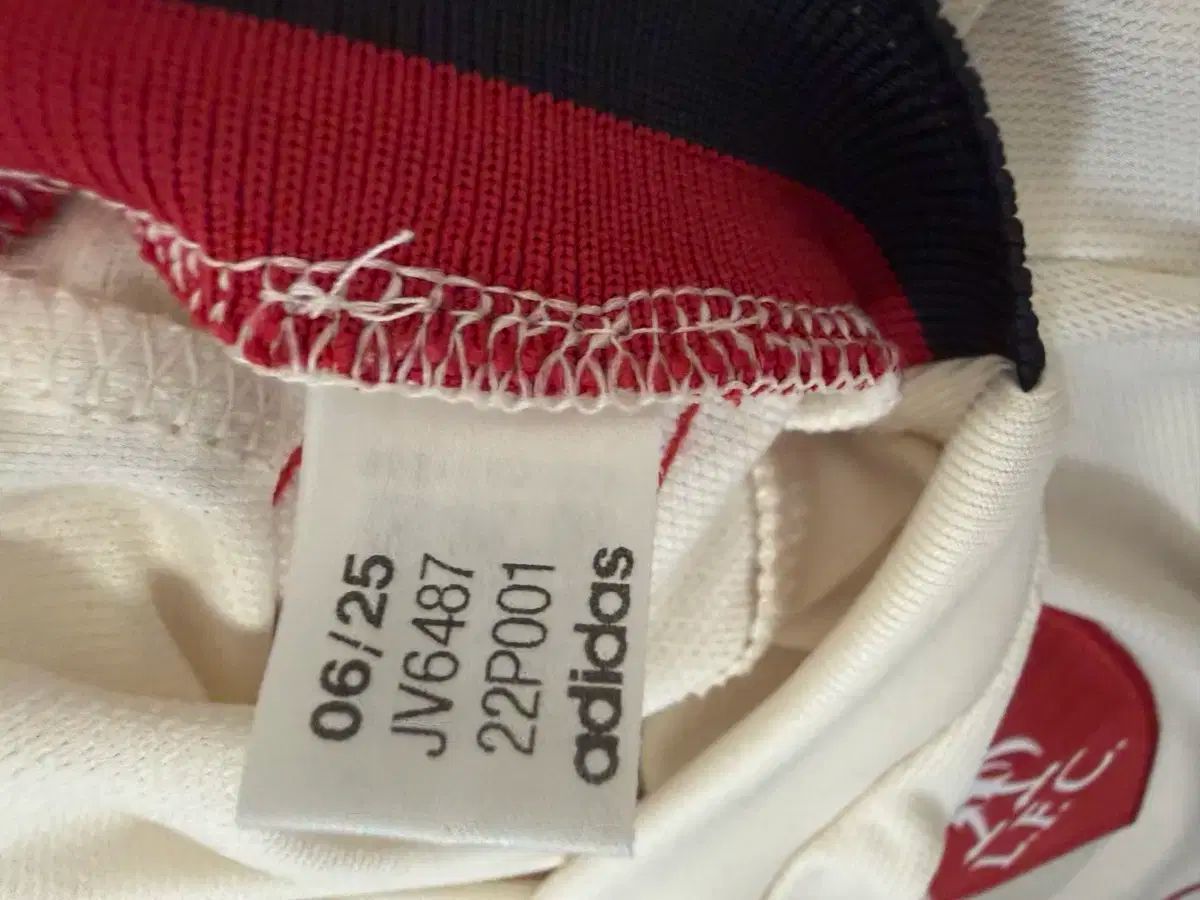 06/25
JV6487
22P001
adidas
L.F.C.